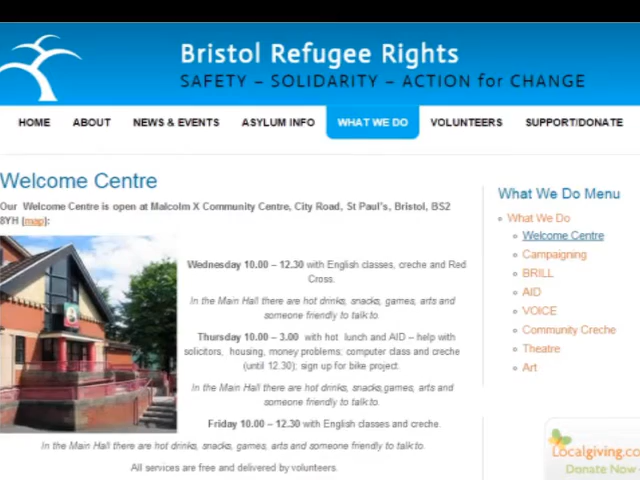 Bristol Refugee Rights
SAFETY – SOLIDARITY – ACTION for CHANGE
HOME ABOUT NEWS & EVENTS ASYLUM INFO WHAT WE DO VOLUNTEERS SUPPORT/DONATE
Welcome Centre
Our Welcome Centre is open at Malcolm X Community Centre, City Road, St Paul's, Bristol, BS2
8YH (map):
Wednesday 10.00 – 12.30 with English classes, creche and Red
Cross.
In the Main Hall there are hot drinks, snacks, games, arts and
someone friendly to talk to.
Thursday 10.00 – 3.00 with hot lunch and AID – help with
solicitors, housing, money problems; computer class and creche
(until 12.30); sign up for bike project.
In the Main Hall there are hot drinks, snacks,games, arts and
someone friendly to talk to.
Friday 10.00 – 12.30 with English classes and creche.
In the Main Hall there are hot drinks, snacks, games, arts and someone friendly to talk to.
All services are free and delivered by volunteers.
What We Do Menu
What We Do
Welcome Centre
Campaigning
BRILL
AID
VOICE
Community Creche
Theatre
Art
Localgiving.co
Donate Now